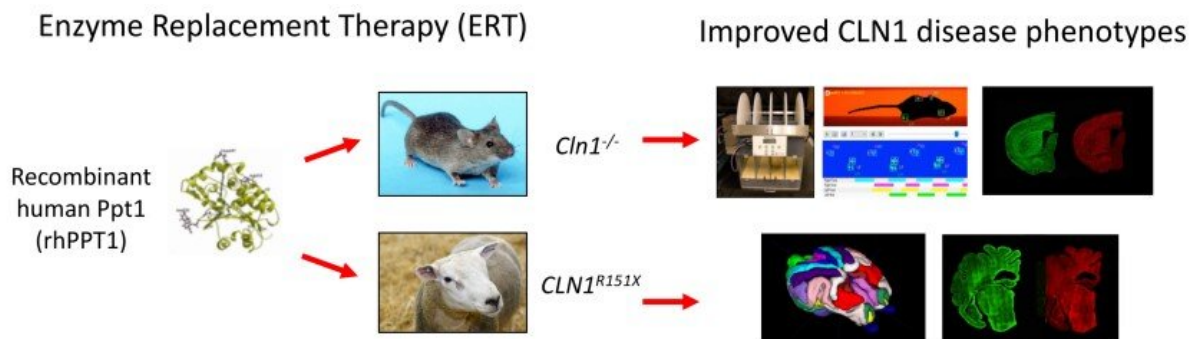 Enzyme Replacement Therapy (ERT)
Improved CLN1 disease phenotypes
Recombinant
human Ppt1
(rhPPT1)
Cln1-/-
CLN1R151X